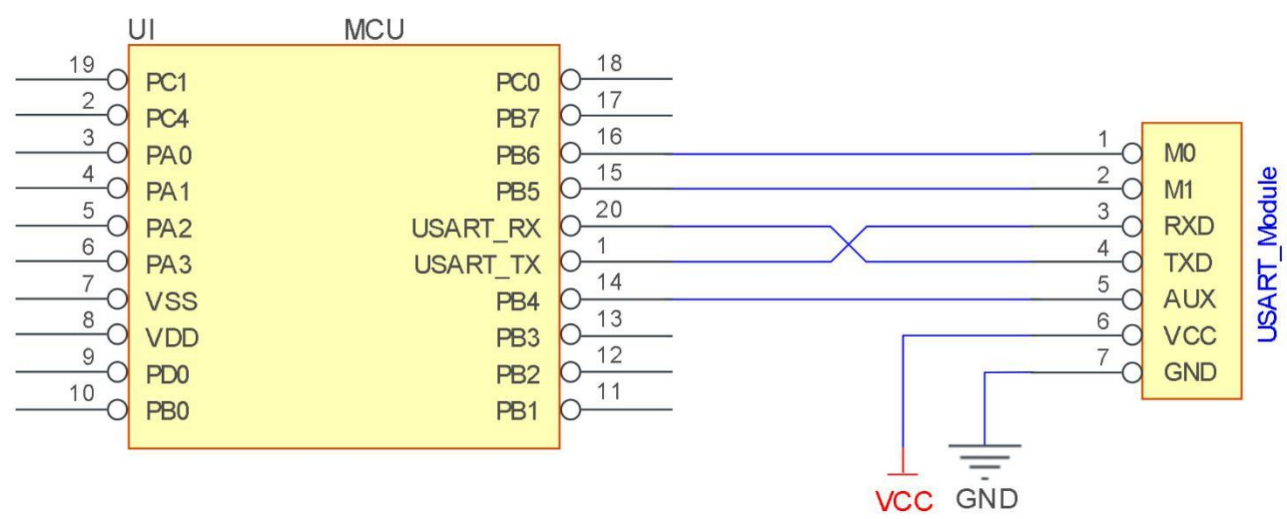 UI MCU
19 PC1 PC0 18
2 PC4 PB7 17
3 PA0 PB6 16 1 M0
4 PA1 PB5 15 2 M1
5 PA2 USART_RX 20 3 RXD
6 PA3 USART_TX 1 4 TXD
7 VSS PB4 14 5 AUX
8 VDD PB3 13 6 VCC
9 PD0 PB2 12 7 GND
10 PB0 PB1 11
USART_Module
VCC GND